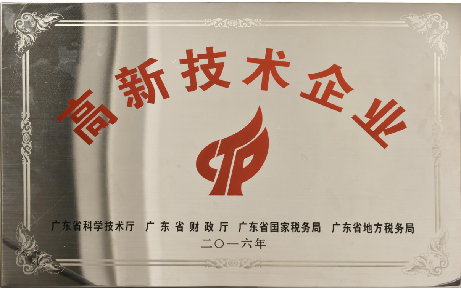 高新技术企业
广东省科学技术厅 广东省财政厅 广东省国家税务局 广东省地方税务局
二〇一六年